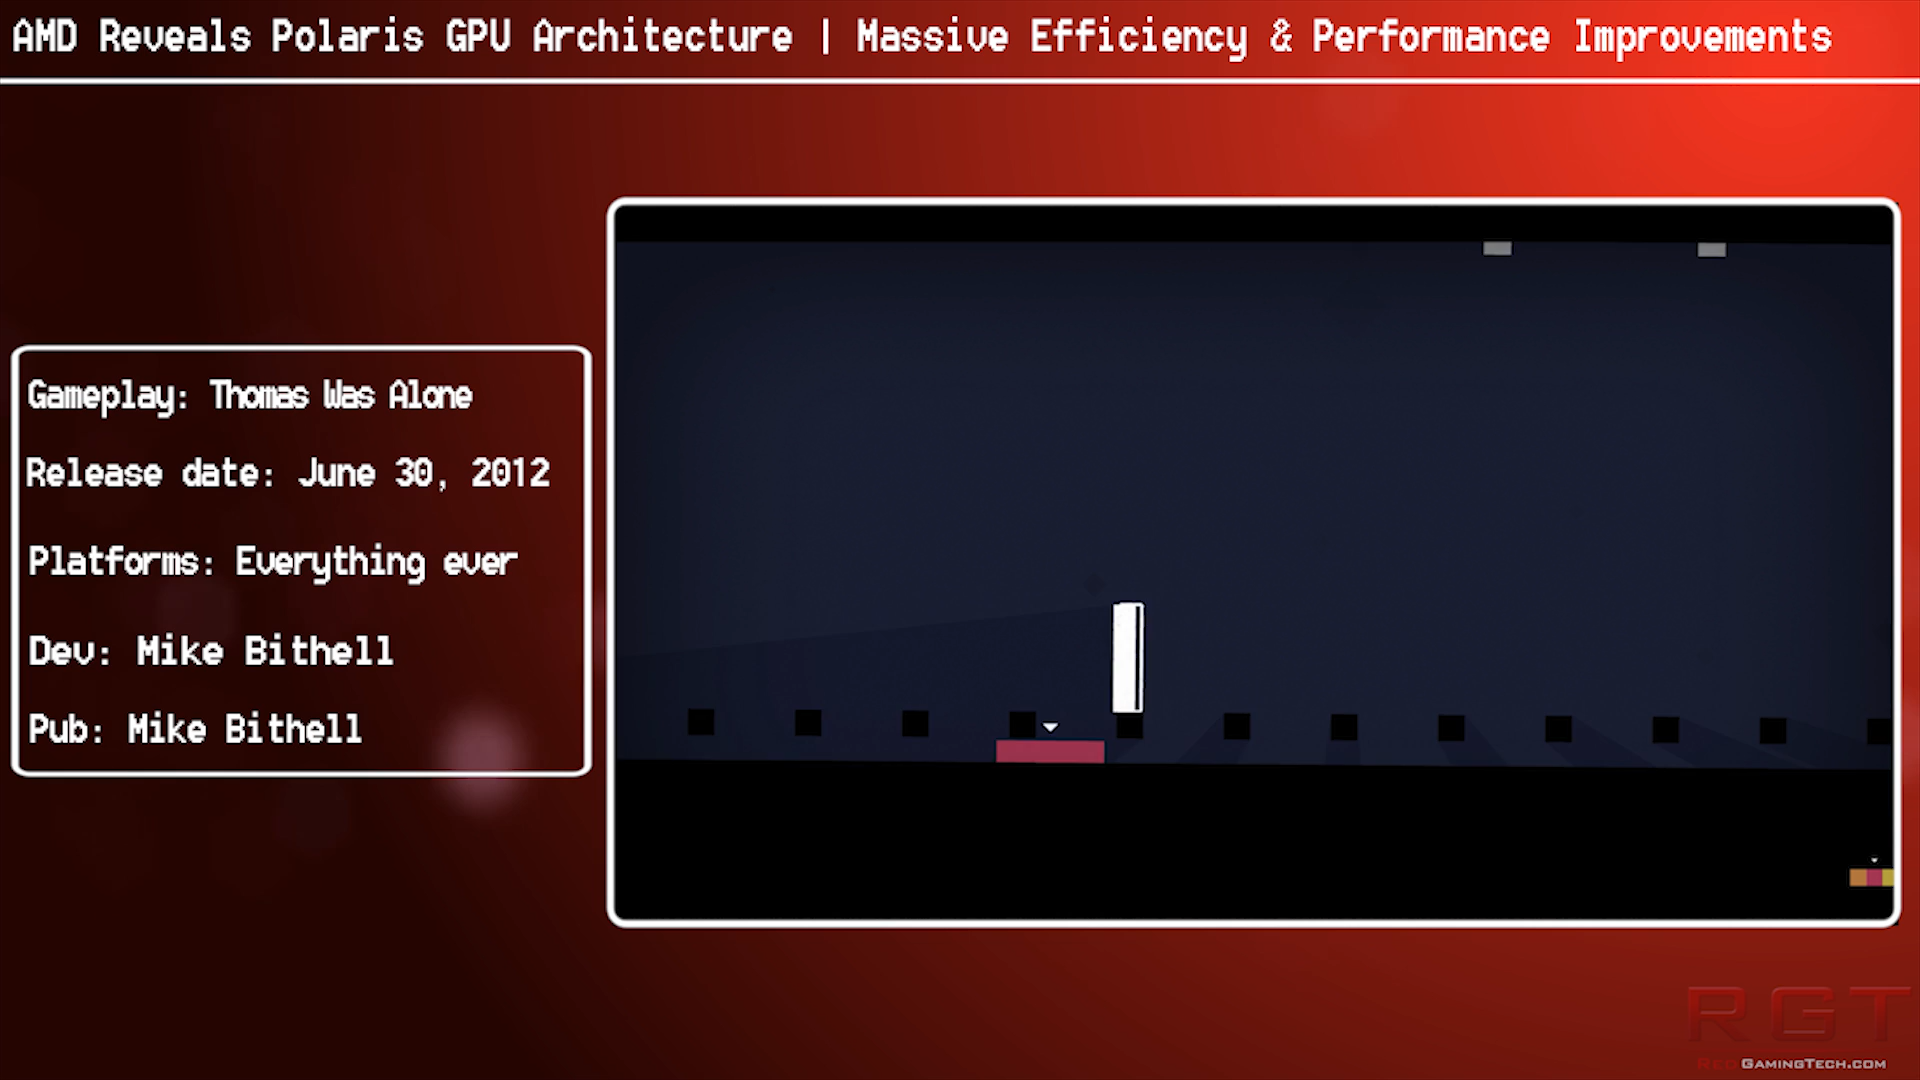 AMD Reveals Polaris GPU Architecture | Massive Efficiency & Performance Improvements
Gameplay: Thomas Was Alone
Release date: June 30, 2012
Platforms: Everything ever
Dev: Mike Bithell
Pub: Mike Bithell
RGT
RedGamingTech.com